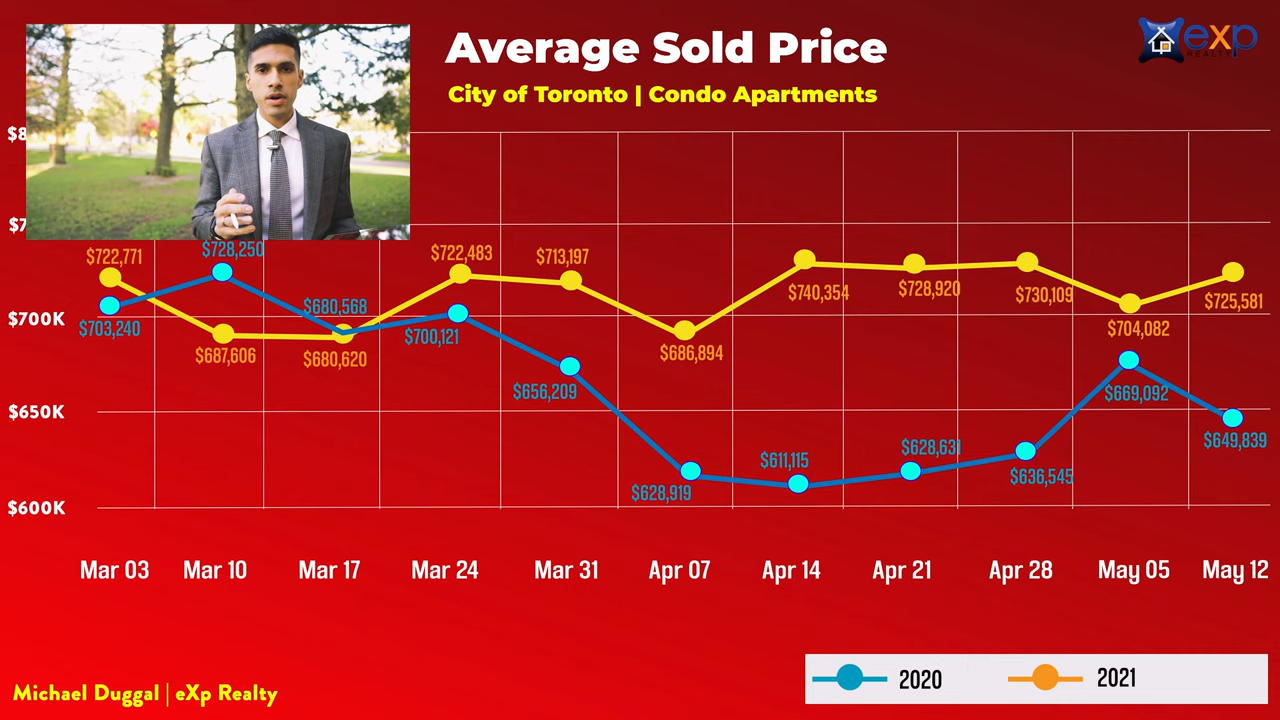 Average Sold Price
City of Toronto | Condo Apartments
exp
REALTY
$8
$7
$700K
$650K
$600K
$722,771
$728,250
$680,568
$722,483
$713,197
$740,354
$728,920
$730,109
$725,581
$703,240
$687,606
$680,620
$700,121
$656,209
$686,894
$704,082
$669,092
$628,919
$611,115
$628,631
$636,545
$649,839
Mar 03 Mar 10 Mar 17 Mar 24 Mar 31 Apr 07 Apr 14 Apr 21 Apr 28 May 05 May 12
2020 2021
Michael Duggal | eXp Realty